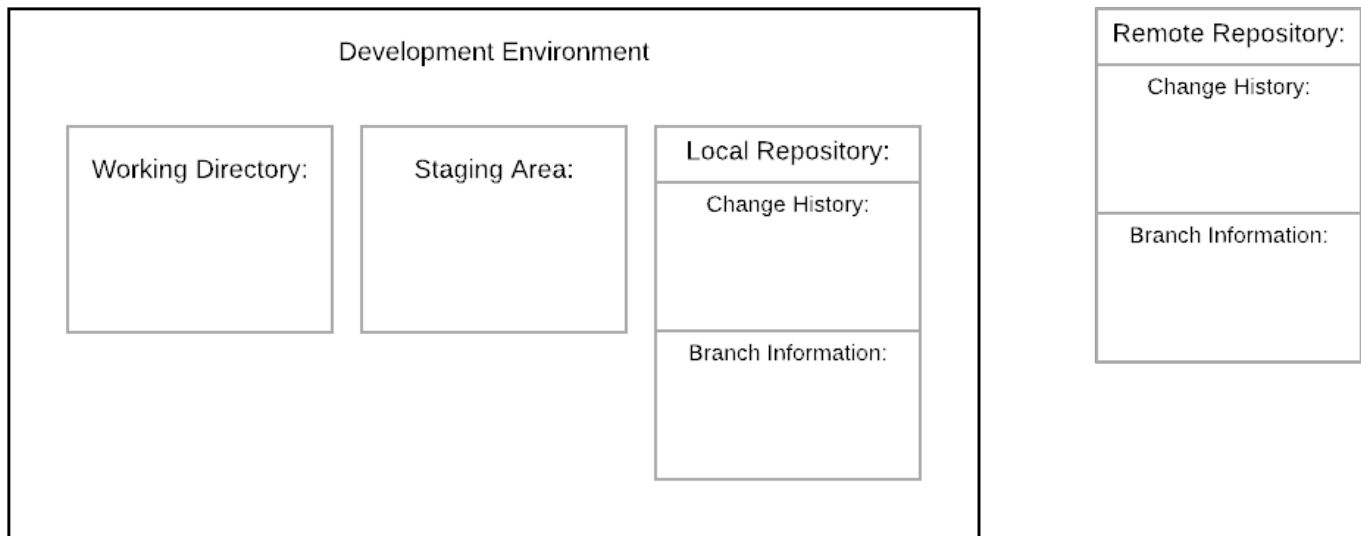 Development Environment
Working Directory:
Staging Area:
Local Repository:
Change History:
Branch Information:
Remote Repository:
Change History:
Branch Information: